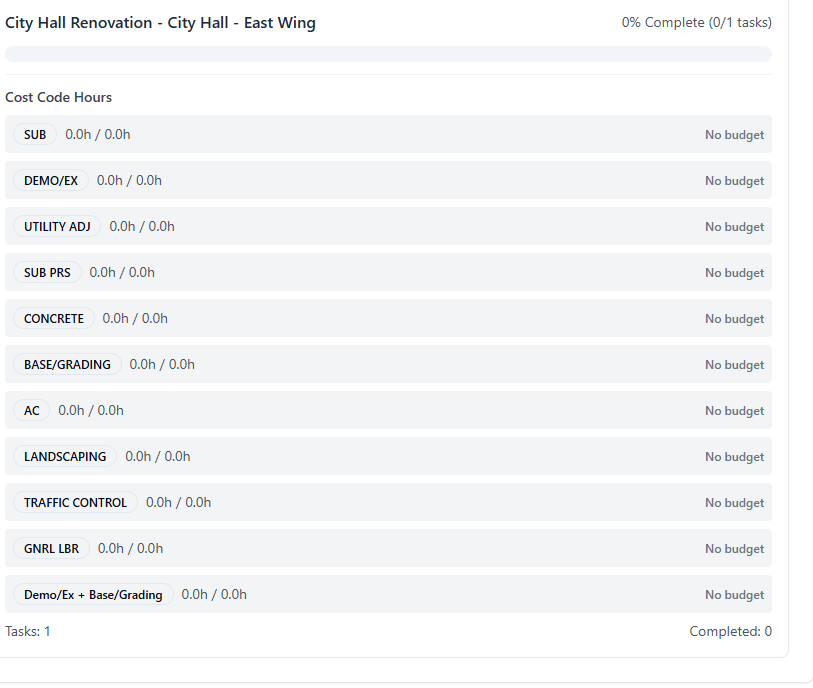 City Hall Renovation - City Hall - East Wing 0% Complete (0/1 tasks)
Cost Code Hours
SUB 0.0h / 0.0h No budget
DEMO/EX 0.0h / 0.0h No budget
UTILITY ADJ 0.0h / 0.0h No budget
SUB PRS 0.0h / 0.0h No budget
CONCRETE 0.0h / 0.0h No budget
BASE/GRADING 0.0h / 0.0h No budget
AC 0.0h / 0.0h No budget
LANDSCAPING 0.0h / 0.0h No budget
TRAFFIC CONTROL 0.0h / 0.0h No budget
GNRL LBR 0.0h / 0.0h No budget
Demo/Ex + Base/Grading 0.0h / 0.0h No budget
Tasks: 1 Completed: 0